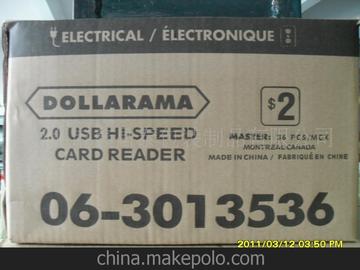 ELECTRICAL / ÉLECTRONIQUE
DOLLARAMA
$2
2.0 USB HI-SPEED
CARD READER
MASTER: 36 PCS/MCX
MONTREAL CANADA
MADE IN CHINA / FABRIQUÉ EN CHINE
06-3013536
2011/03/12 03:50 PM
china.makepolo.com